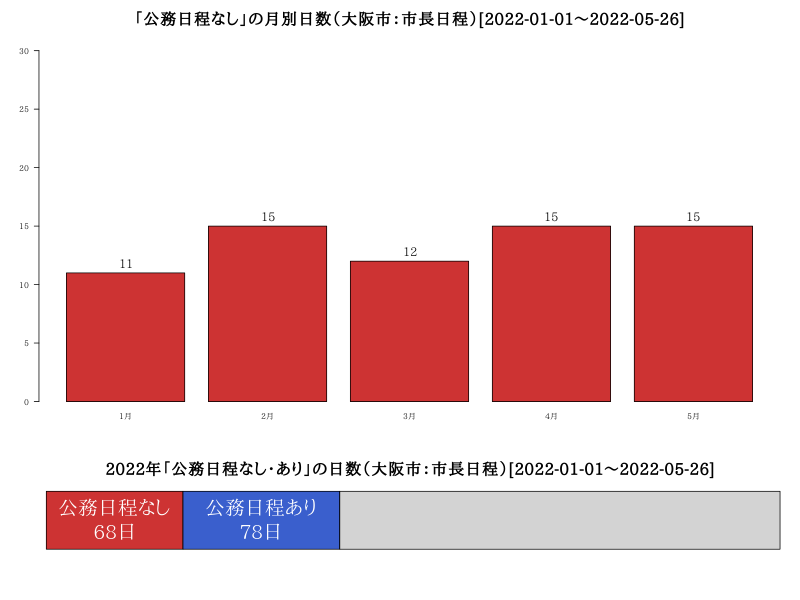 「公務日程なし」の月別日数（大阪市：市長日程）[2022-01-01～2022-05-26]
30
25
20
15
10
5
0
11
15
12
15
15
1月
2月
3月
4月
5月
2022年「公務日程なし・あり」の日数（大阪市：市長日程）[2022-01-01～2022-05-26]
公務日程なし
68日
公務日程あり
78日